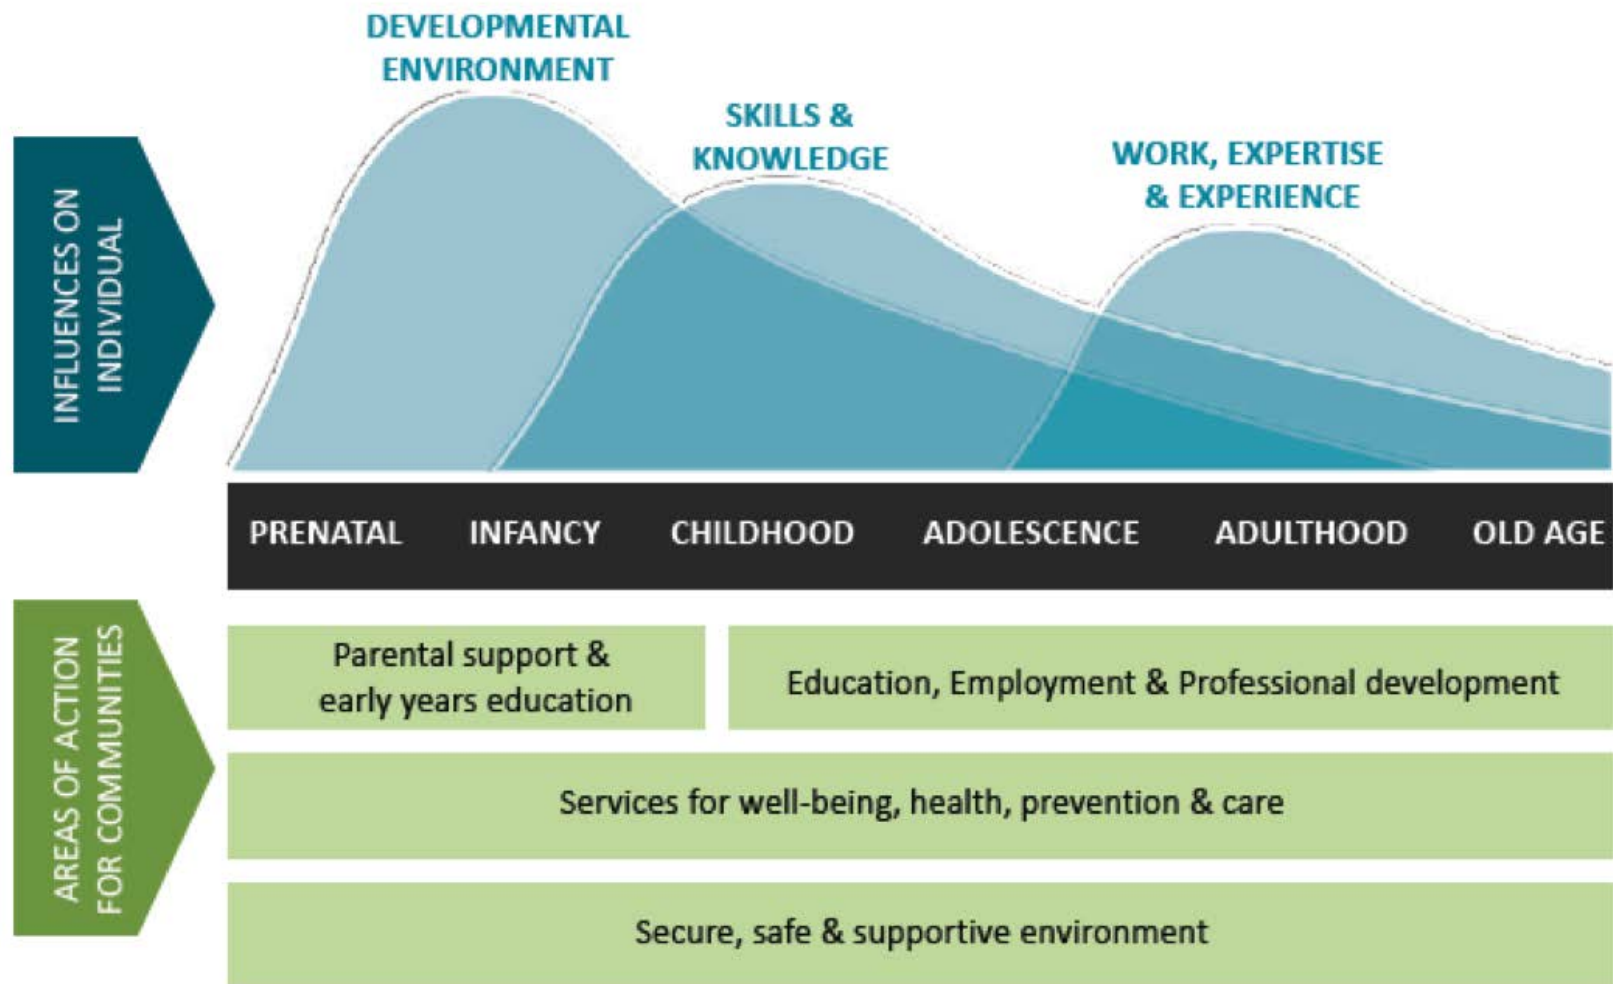 DEVELOPMENTAL
ENVIRONMENT
SKILLS &
KNOWLEDGE
WORK, EXPERTISE
& EXPERIENCE
INFLUENCES ON
INDIVIDUAL
PRENATAL INFANCY CHILDHOOD ADOLESCENCE ADULTHOOD OLD AGE
AREAS OF ACTION
FOR COMMUNITIES
Parental support &
early years education
Education, Employment & Professional development
Services for well-being, health, prevention & care
Secure, safe & supportive environment